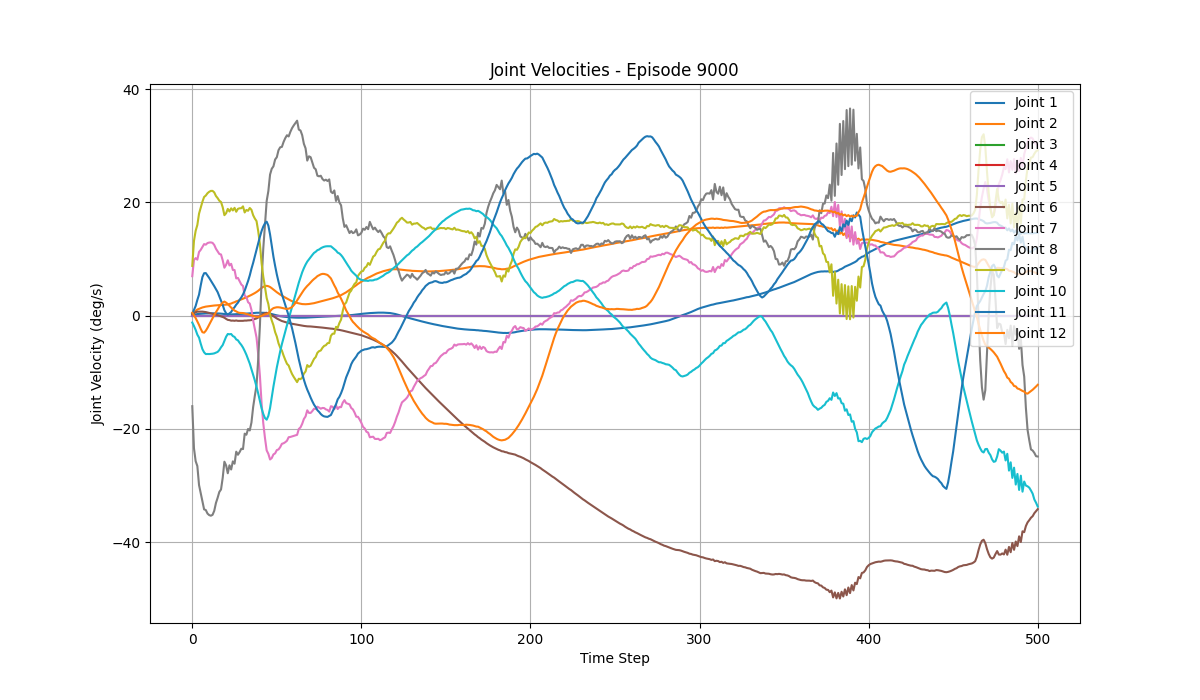 Joint Velocities - Episode 9000
Joint Velocity (deg/s)
40
20
0
−20
−40
0
100
200
300
400
500
Time Step
Joint 1
Joint 2
Joint 3
Joint 4
Joint 5
Joint 6
Joint 7
Joint 8
Joint 9
Joint 10
Joint 11
Joint 12